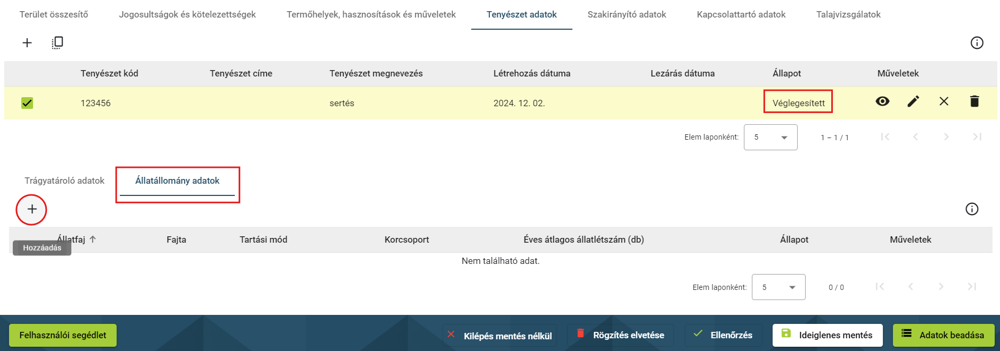 Terület összesítő Jogosultságok és kötelezettségek Termőhelyek, hasznosítások és műveletek Tenyészet adatok Szakirányító adatok Kapcsolattartó adatok Talajvizsgálatok
Tenyészet kód Tenyészet címe Tenyészet megnevezés Létrehozás dátuma Lezárás dátuma Állapot Műveletek
123456 sertés 2024. 12. 02. Véglegesített
Elem laponként: 5 1 – 1 / 1
Trágyatároló adatok Állatállomány adatok
Állatfaj Fajta Tartási mód Korcsoport Éves átlagos állatlétszám (db) Állapot Műveletek
Hozzáadás
Nem található adat.
Elem laponként: 5 0 / 0
Felhasználói segédlet Kilépés mentés nélkül Rögzítés elvetése Ellenőrzés Ideiglenes mentés Adatok beadása